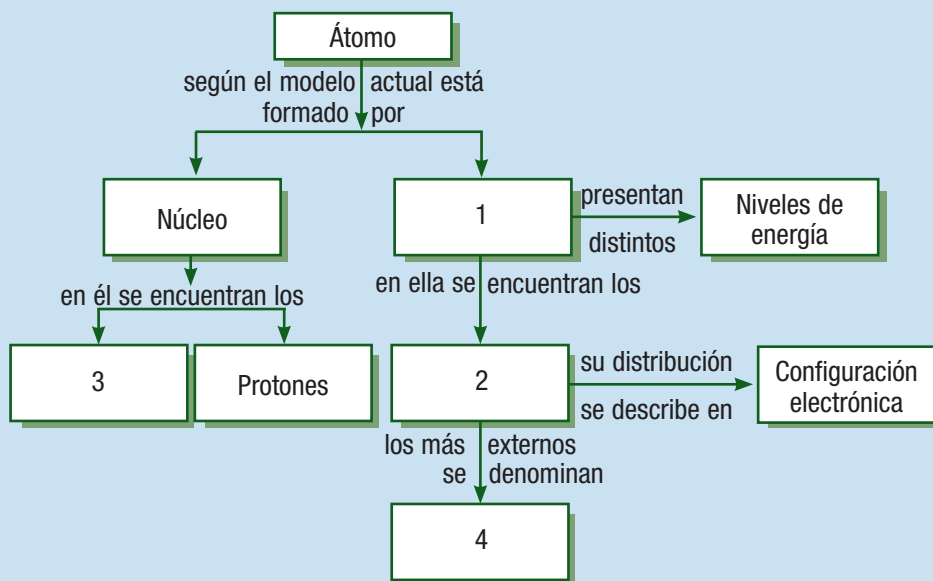 Átomo
según el modelo actual está
formado por
Núcleo
1
presentan
distintos
Niveles de
energía
en él se encuentran los
en ella se encuentran los
3
Protones
2
su distribución
se describe en
Configuración
electrónica
los más externos
se denominan
4